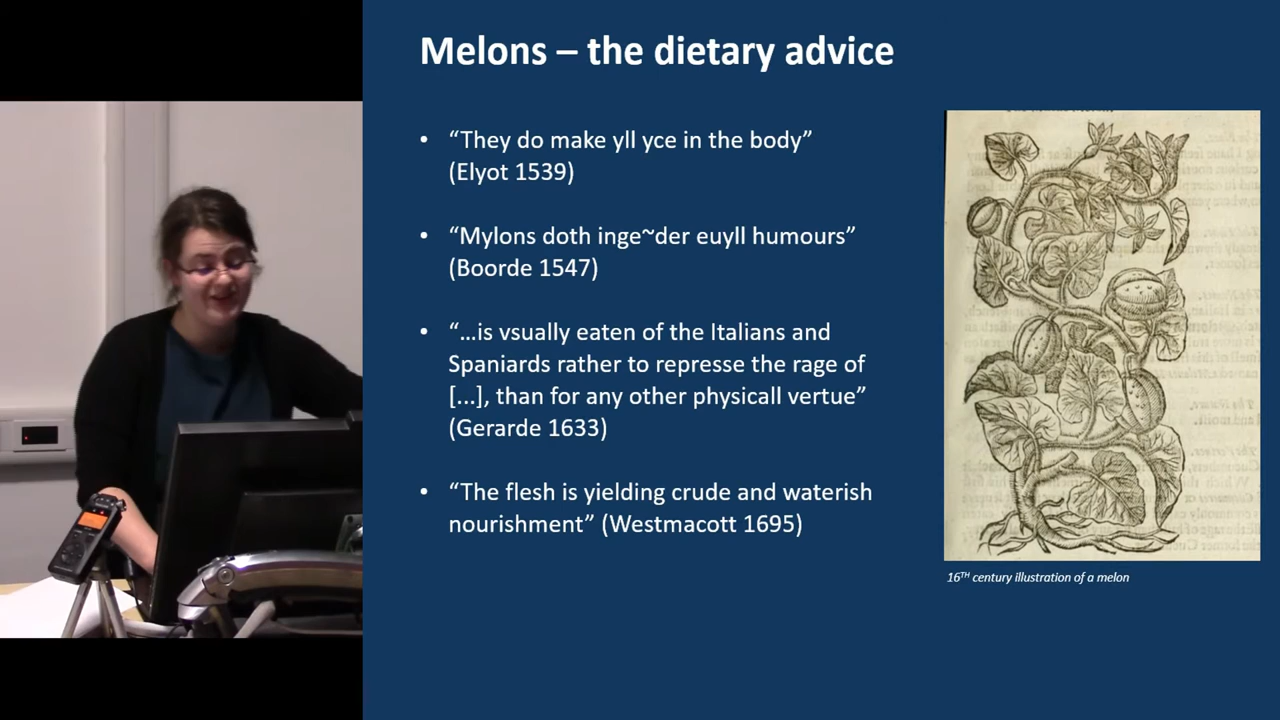 Melons – the dietary advice
• “They do make yll yce in the body”
(Elyot 1539)
• “Mylons doth inge~der euyll humours”
(Boorde 1547)
• “…is vsually eaten of the Italians and
Spaniards rather to represse the rage of
[...], than for any other physicall vertue”
(Gerarde 1633)
• “The flesh is yielding crude and waterish
nourishment” (Westmacott 1695)
16TH century illustration of a melon